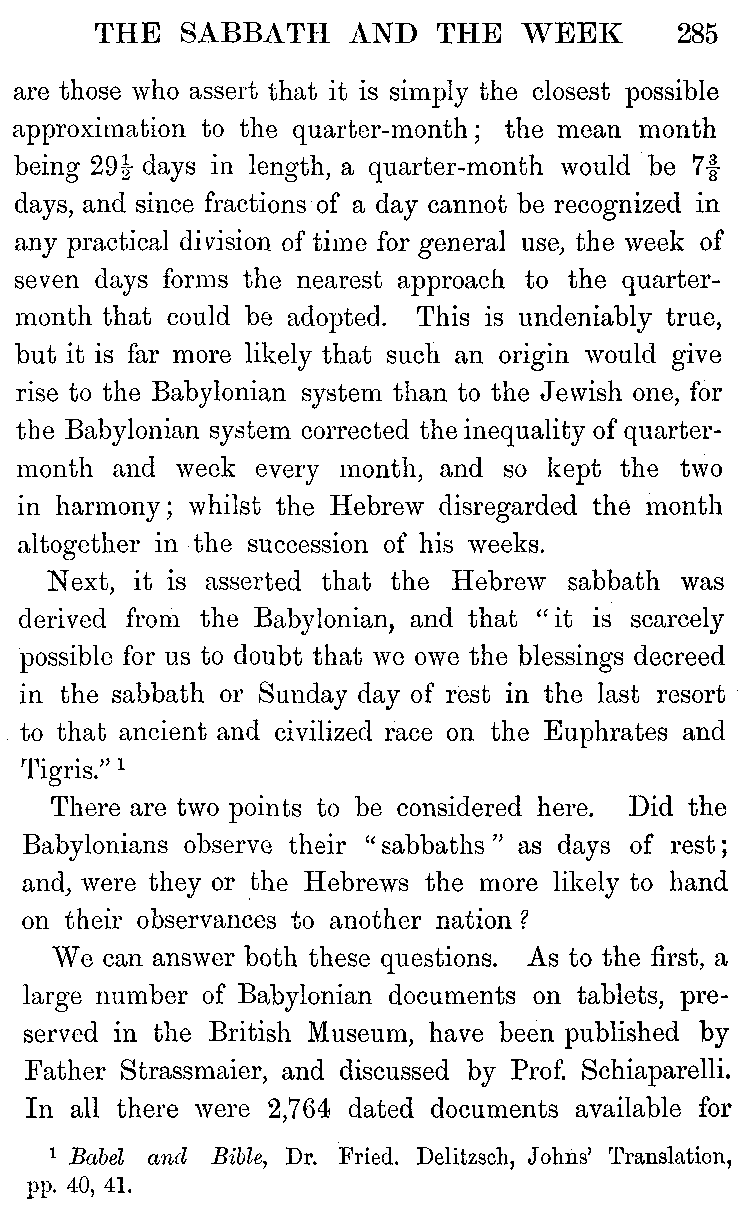 THE SABBATH AND THE WEEK 285
are those who assert that it is simply the closest possible
approximation to the quarter-month; the mean month
being 29½ days in length, a quarter-month would be 7⅜
days, and since fractions of a day cannot be recognized in
any practical division of time for general use, the week of
seven days forms the nearest approach to the quarter-
month that could be adopted. This is undeniably true,
but it is far more likely that such an origin would give
rise to the Babylonian system than to the Jewish one, for
the Babylonian system corrected the inequality of quarter-
month and week every month, and so kept the two
in harmony; whilst the Hebrew disregarded the month
altogether in the succession of his weeks.
Next, it is asserted that the Hebrew sabbath was
derived from the Babylonian, and that “it is scarcely
possible for us to doubt that we owe the blessings decreed
in the sabbath or Sunday day of rest in the last resort
to that ancient and civilized race on the Euphrates and
Tigris.” ¹
There are two points to be considered here. Did the
Babylonians observe their “sabbaths” as days of rest;
and, were they or the Hebrews the more likely to hand
on their observances to another nation?
We can answer both these questions. As to the first, a
large number of Babylonian documents on tablets, pre-
served in the British Museum, have been published by
Father Strassmaier, and discussed by Prof. Schiaparelli.
In all there were 2,764 dated documents available for
¹ Babel and Bible, Dr. Fried. Delitzsch, Johns’ Translation,
pp. 40, 41.